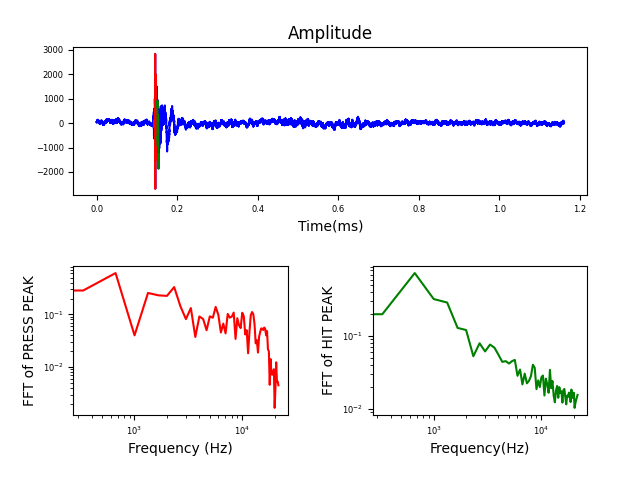 Amplitude
3000
2000
1000
0
−1000
−2000
0.0 0.2 0.4 0.6 0.8 1.0 1.2
Time(ms)
FFT of PRESS PEAK
10⁻¹
10⁻²
10³ 10⁴
Frequency (Hz)
FFT of HIT PEAK
10⁻¹
10⁻²
10³ 10⁴
Frequency(Hz)